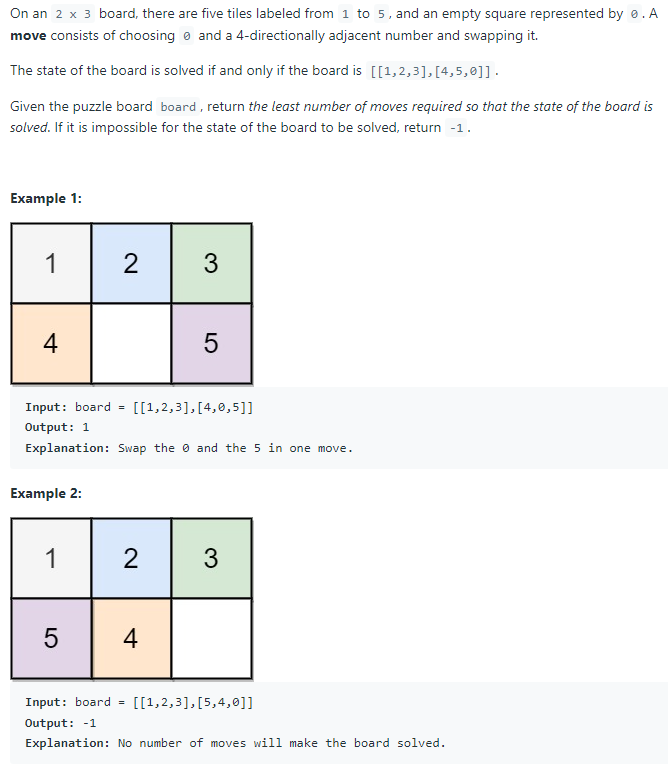 On an 2 x 3 board, there are five tiles labeled from 1 to 5, and an empty square represented by 0. A
move consists of choosing 0 and a 4-directionally adjacent number and swapping it.
The state of the board is solved if and only if the board is [[1,2,3],[4,5,0]].
Given the puzzle board board, return the least number of moves required so that the state of the board is
solved. If it is impossible for the state of the board to be solved, return -1.
Example 1:
1 2 3
4 5
Input: board = [[1,2,3],[4,0,5]]
Output: 1
Explanation: Swap the 0 and the 5 in one move.
Example 2:
1 2 3
5 4
Input: board = [[1,2,3],[5,4,0]]
Output: -1
Explanation: No number of moves will make the board solved.